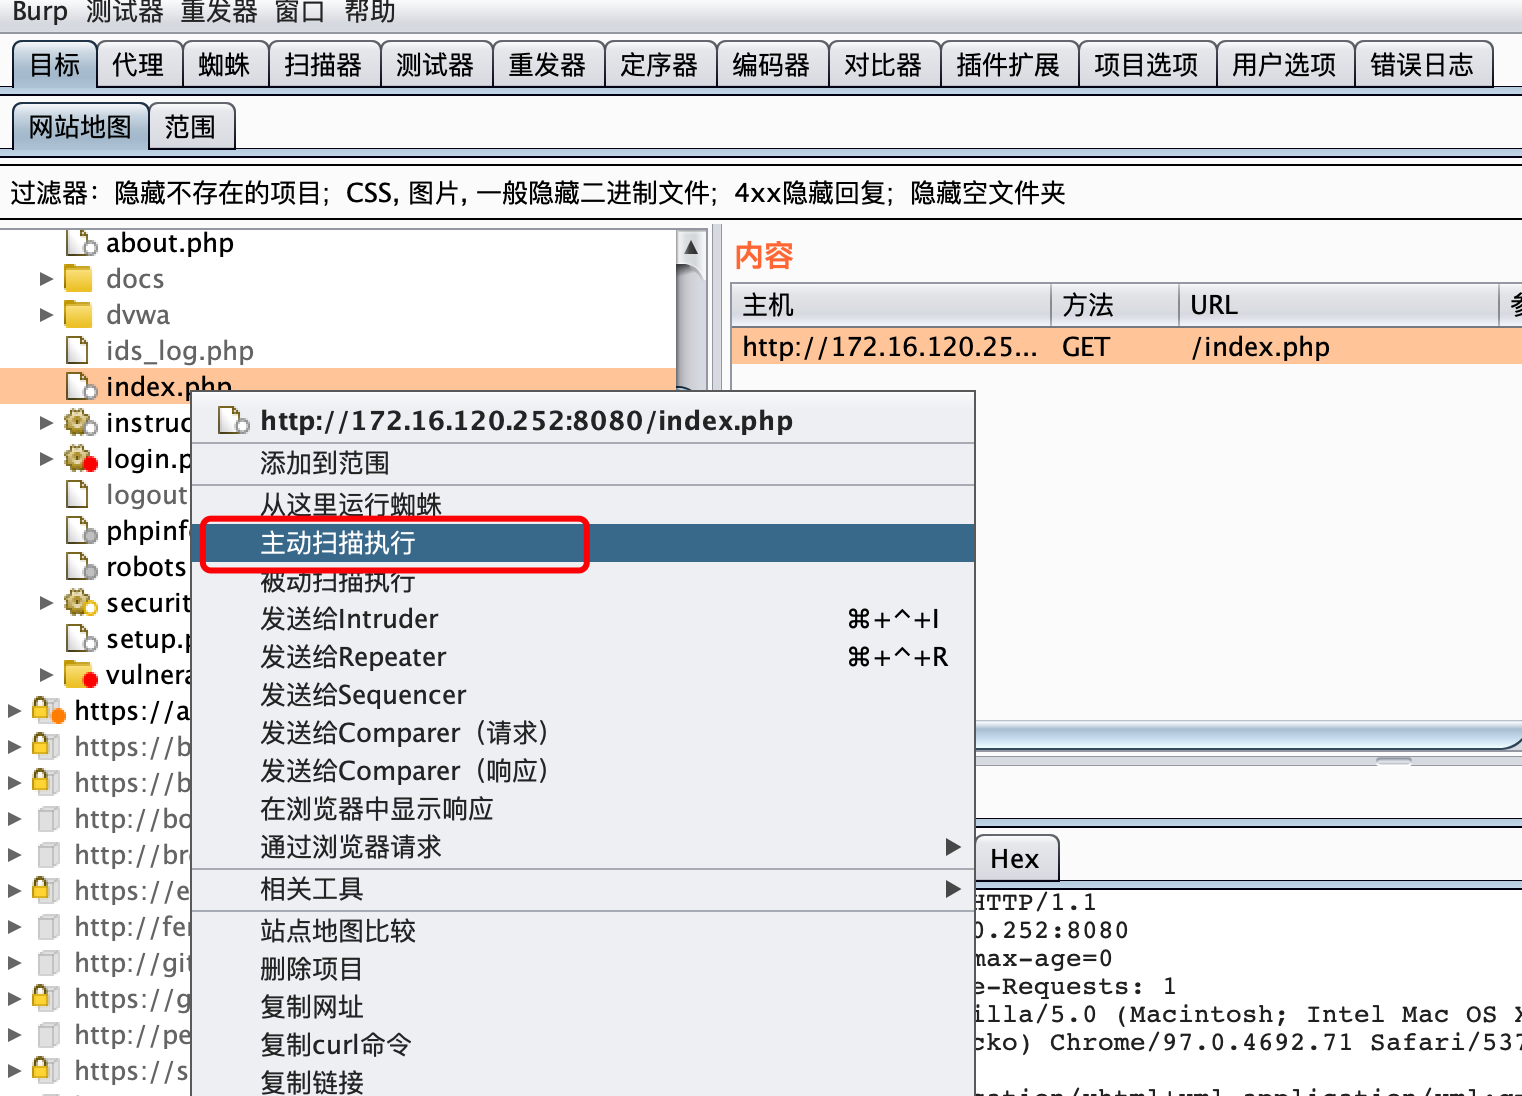 Burp 测试器 重发器 窗口 帮助
目标 代理 蜘蛛 扫描器 测试器 重发器 定序器 编码器 对比器 插件扩展 项目选项 用户选项 错误日志
网站地图 范围
过滤器：隐藏不存在的项目；CSS, 图片, 一般隐藏二进制文件；4xx隐藏回复；隐藏空文件夹
about.php
docs
dvwa
ids_log.php
index.php
instruc
login.p
logout
phpinf
robots
securit
setup.p
vulnera
https://a
https://b
https://b
http://bo
http://br
https://e
http://fe
http://git
https://g
http://pe
https://s
内容
主机 方法 URL
http://172.16.120.25... GET /index.php
http://172.16.120.252:8080/index.php
添加到范围
从这里运行蜘蛛
主动扫描执行
被动扫描执行
发送给Intruder ⌘+^+I
发送给Repeater ⌘+^+R
发送给Sequencer
发送给Comparer（请求）
发送给Comparer（响应）
在浏览器中显示响应
通过浏览器请求
相关工具
站点地图比较
删除项目
复制网址
复制curl命令
复制链接
Hex
HTTP/1.1
0.252:8080
max-age=0
e-Requests: 1
illa/5.0 (Macintosh; Intel Mac OS X
cko) Chrome/97.0.4692.71 Safari/537